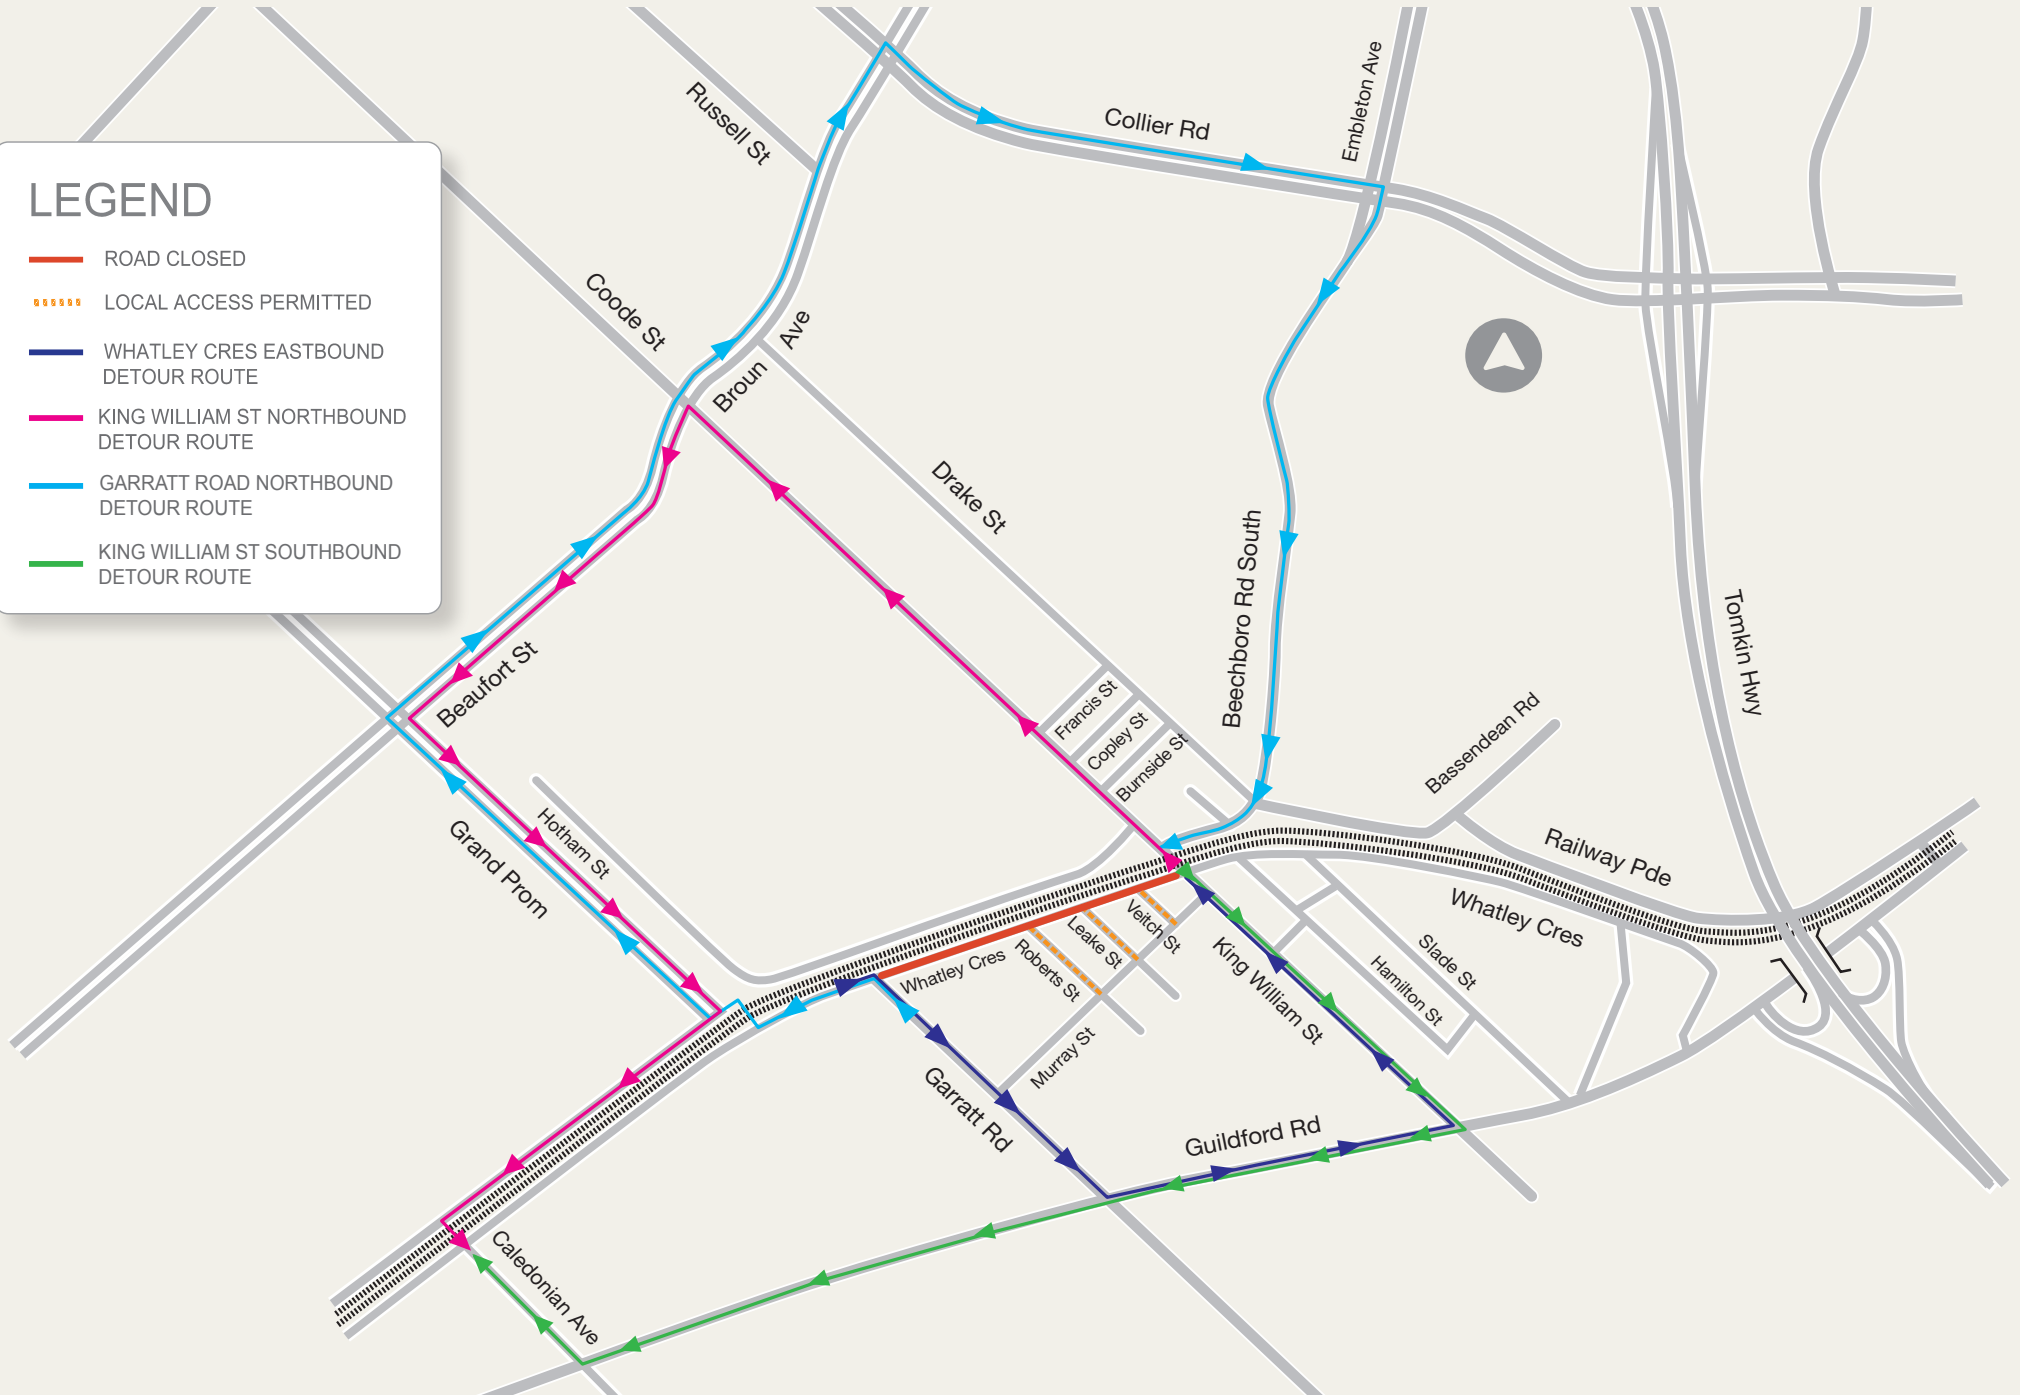 LEGEND
ROAD CLOSED
LOCAL ACCESS PERMITTED
WHATLEY CRES EASTBOUND
DETOUR ROUTE
KING WILLIAM ST NORTHBOUND
DETOUR ROUTE
GARRATT ROAD NORTHBOUND
DETOUR ROUTE
KING WILLIAM ST SOUTHBOUND
DETOUR ROUTE
Russell St
Collier Rd
Embleton Ave
Coode St
Broun Ave
Drake St
Beechboro Rd South
Tomkin Hwy
Beaufort St
Francis St
Copley St
Burnside St
Bassendean Rd
Hotham St
Grand Prom
Railway Pde
Whatley Cres
Veitch St
Leake St
Roberts St
Whatley Cres
King William St
Slade St
Hamilton St
Murray St
Garratt Rd
Guildford Rd
Caledonian Ave